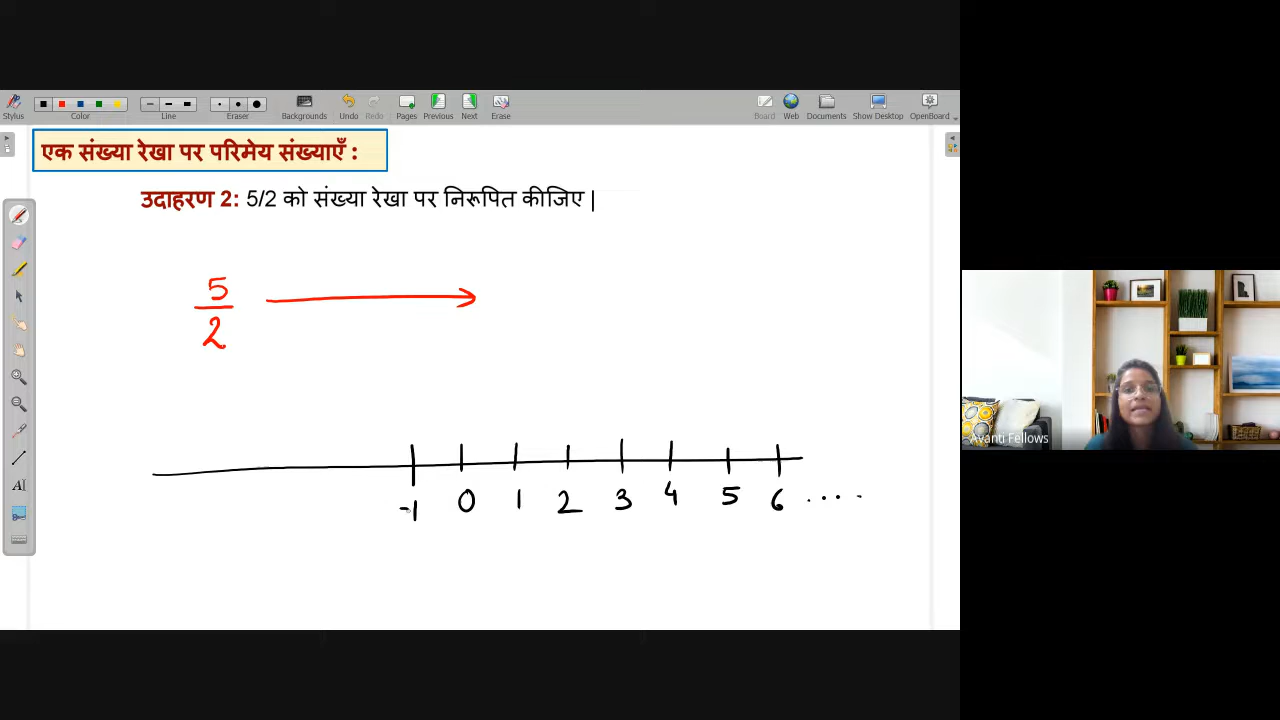 Stylus
Color
Line
Eraser
Backgrounds
Undo
Redo
Pages
Previous
Next
Erase
Board
Web
Documents
Show Desktop
OpenBoard
एक संख्या रेखा पर परिमेय संख्याएँ :
उदाहरण 2: 5/2 को संख्या रेखा पर निरूपित कीजिए |
5
2
-1 0 1 2 3 4 5 6 ....
AI
Avanti Fellows